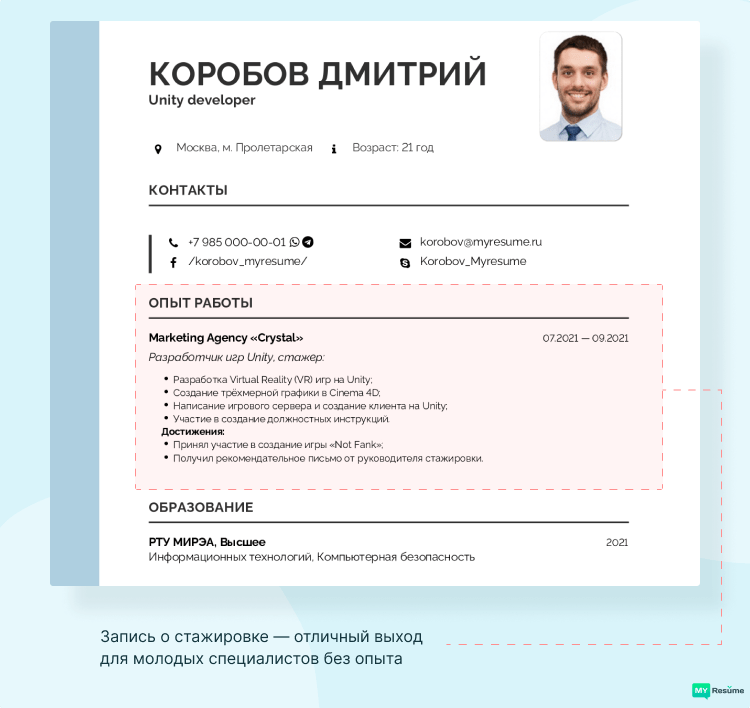 КОРОБОВ ДМИТРИЙ
Unity developer
Москва, м. Пролетарская
Возраст: 21 год
КОНТАКТЫ
+7 985 000-00-01
korobov@myresume.ru
/korobov_myresume/
Korobov_Myresume
ОПЫТ РАБОТЫ
Marketing Agency «Crystal»
07.2021 — 09.2021
Разработчик игр Unity, стажер:
• Разработка Virtual Reality (VR) игр на Unity;
• Создание трёхмерной графики в Cinema 4D;
• Написание игрового сервера и создание клиента на Unity;
• Участие в создание должностных инструкций.
Достижения:
• Принял участие в создание игры «Not Fank»;
• Получил рекомендательное письмо от руководителя стажировки.
ОБРАЗОВАНИЕ
РТУ МИРЭА, Высшее
2021
Информационных технологий, Компьютерная безопасность
Запись о стажировке — отличный выход
для молодых специалистов без опыта
MY Resume